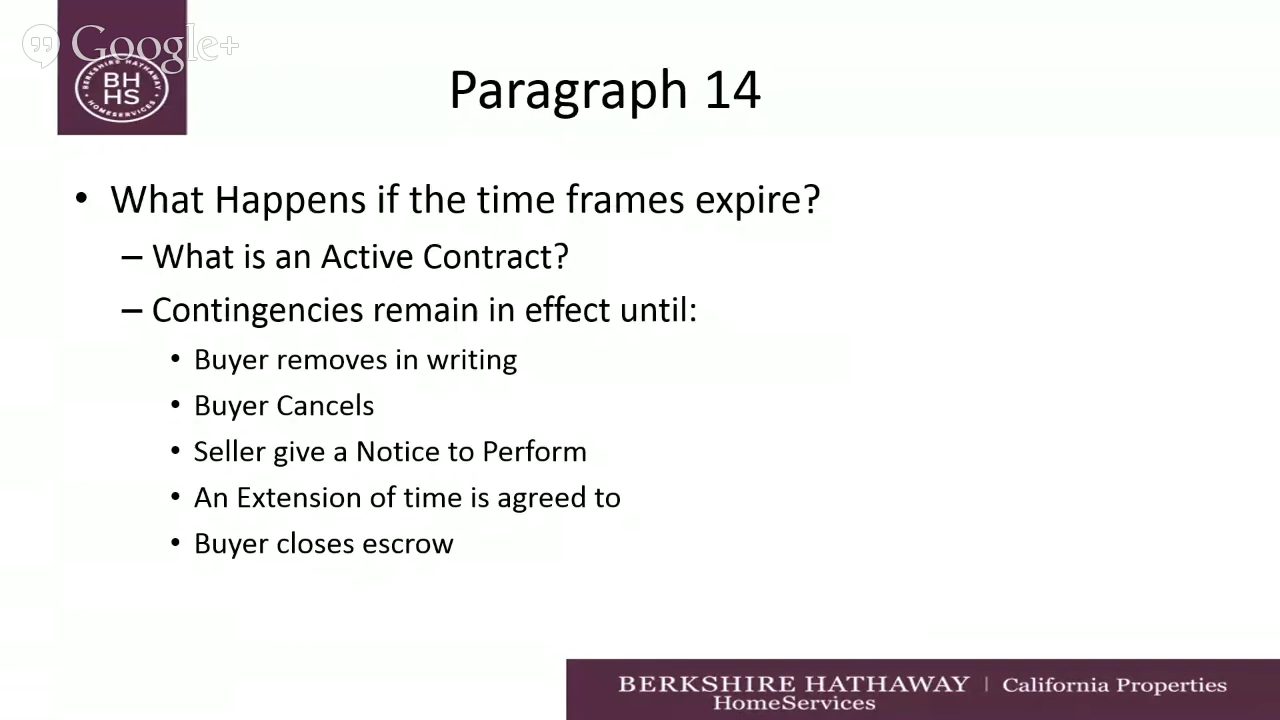 Google+
BERKSHIRE HATHAWAY
BH
HS
HOMESERVICES
Paragraph 14
• What Happens if the time frames expire?
– What is an Active Contract?
– Contingencies remain in effect until:
• Buyer removes in writing
• Buyer Cancels
• Seller give a Notice to Perform
• An Extension of time is agreed to
• Buyer closes escrow
BERKSHIRE HATHAWAY | California Properties
HomeServices